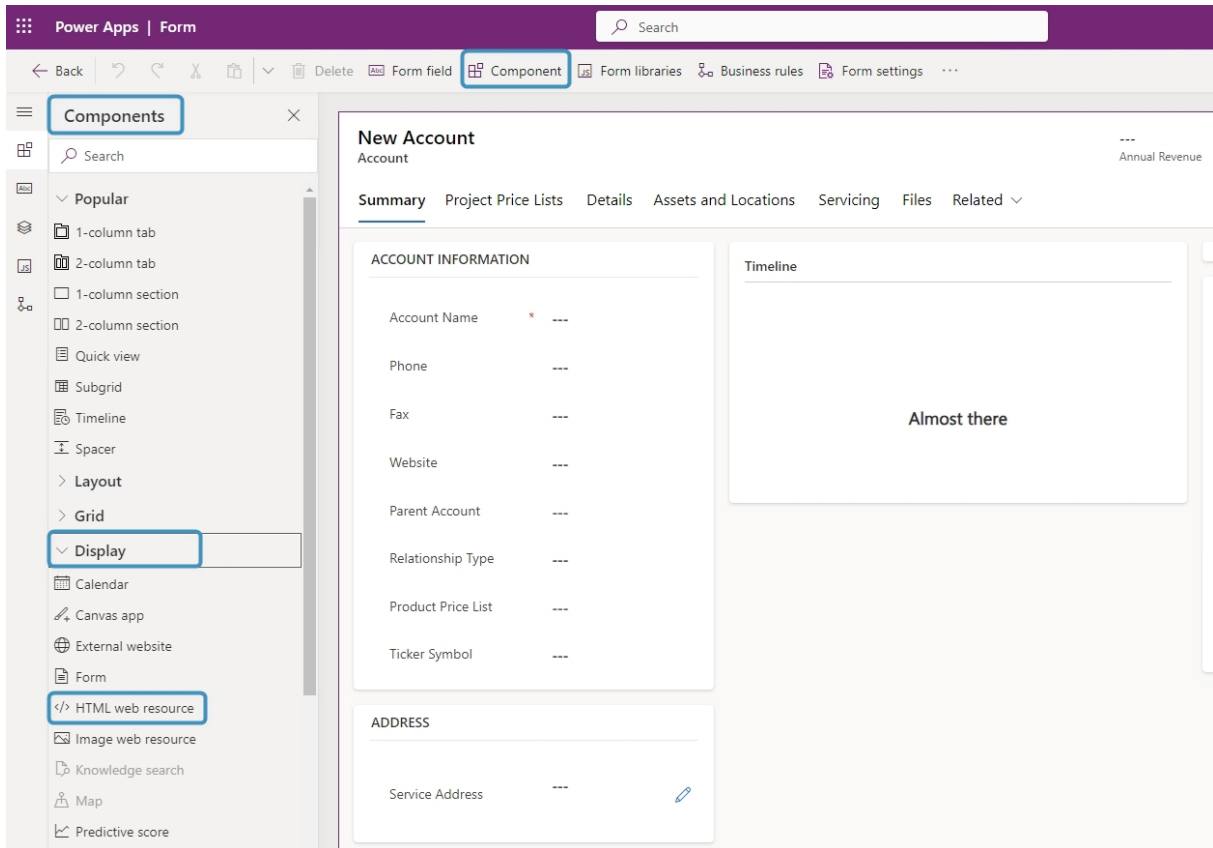 Power Apps | Form
Search
Back
Delete
Abc Form field
Component
JS Form libraries
Business rules
Form settings
...
Components
Search
Abc
JS
Popular
1-column tab
2-column tab
1-column section
2-column section
Quick view
Subgrid
Timeline
Spacer
Layout
Grid
Display
Calendar
Canvas app
External website
Form
</> HTML web resource
Image web resource
Knowledge search
Map
Predictive score
New Account
Account
---
Annual Revenue
Summary Project Price Lists Details Assets and Locations Servicing Files Related
ACCOUNT INFORMATION
Account Name * ---
Phone ---
Fax ---
Website ---
Parent Account ---
Relationship Type ---
Product Price List ---
Ticker Symbol ---
ADDRESS
Service Address ---
Timeline
Almost there